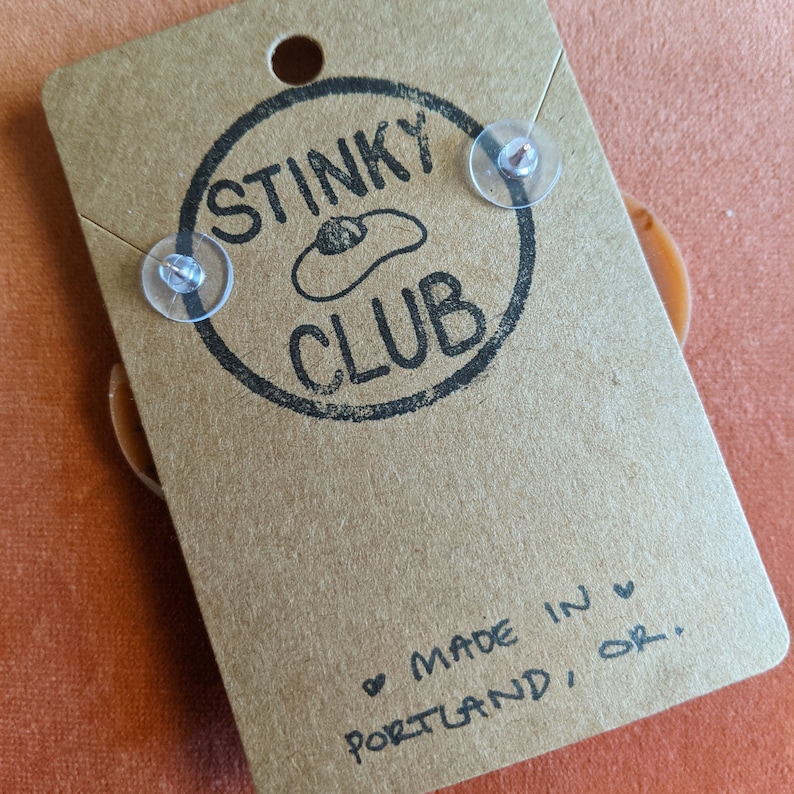 STINKY
CLUB
♥ MADE IN ♥
PORTLAND, OR.